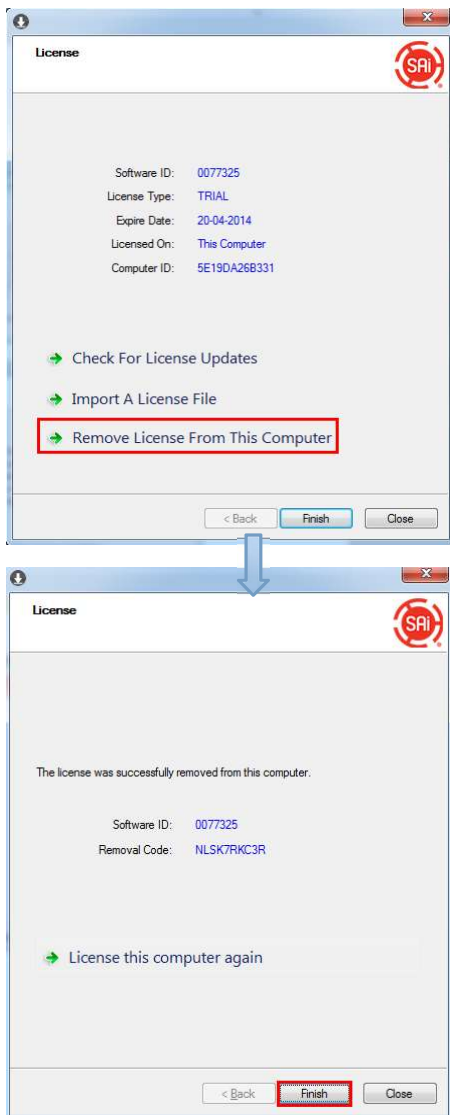 License
SAi
Software ID: 0077325
License Type: TRIAL
Expire Date: 20-04-2014
Licensed On: This Computer
Computer ID: 5E19DA26B331
Check For License Updates
Import A License File
Remove License From This Computer
< Back Finish Close
License
SAi
The license was successfully removed from this computer.
Software ID: 0077325
Removal Code: NLSK7RKC3R
License this computer again
< Back Finish Close